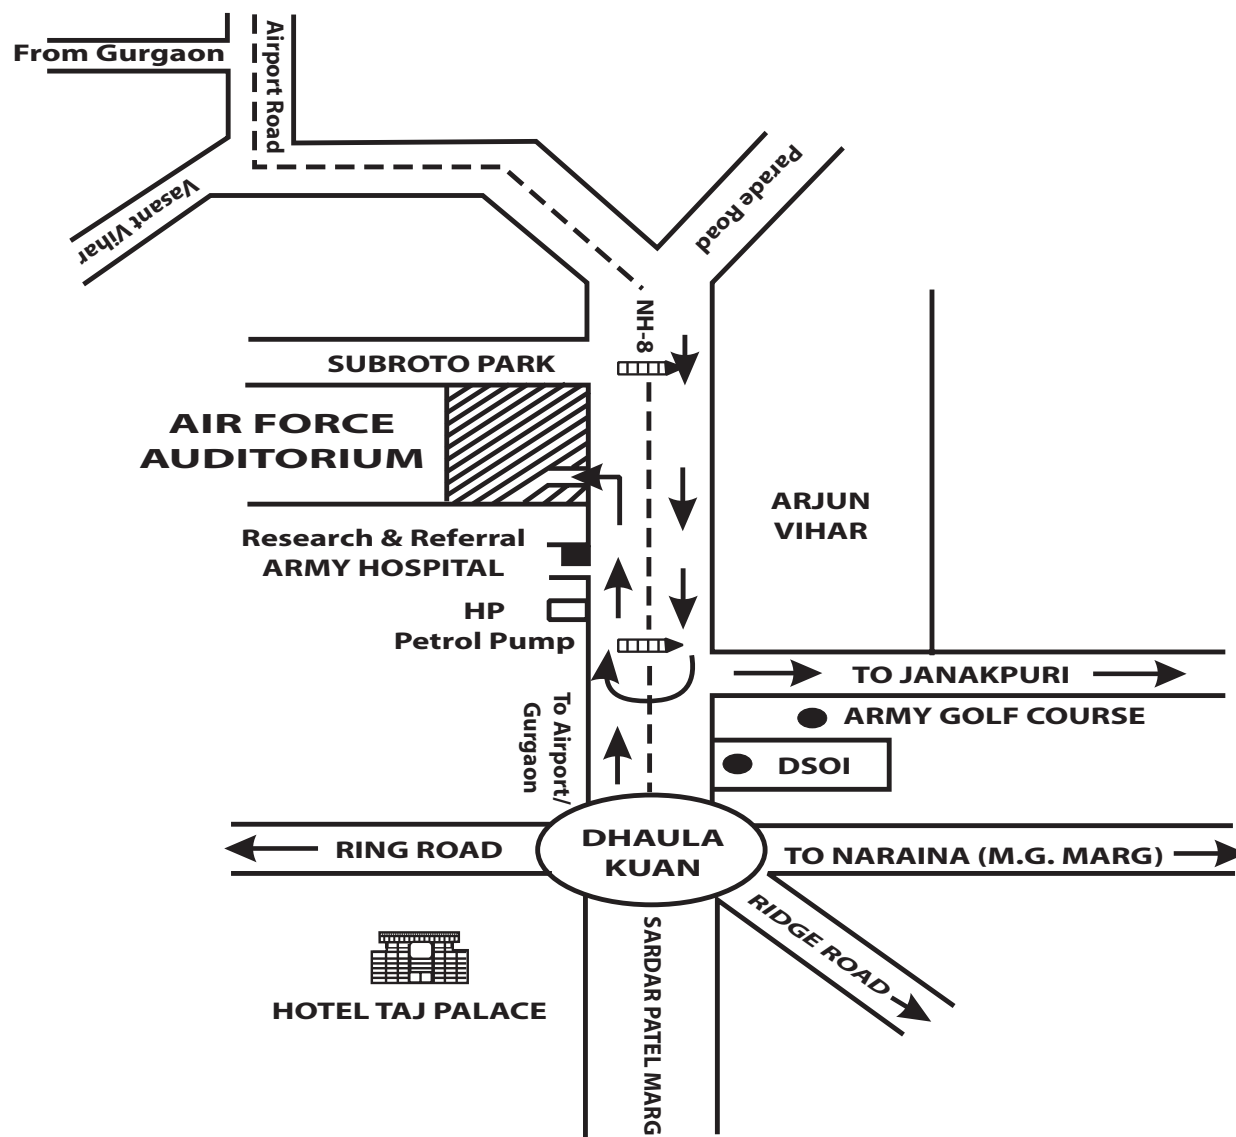 From Gurgaon
Airport Road
Vasant Vihar
Parade Road
NH-8
SUBROTO PARK
AIR FORCE
AUDITORIUM
ARJUN
VIHAR
Research & Referral
ARMY HOSPITAL
HP
Petrol Pump
TO JANAKPURI
To Airport/
Gurgaon
ARMY GOLF COURSE
DSOI
RING ROAD
DHAULA
KUAN
TO NARAINA (M.G. MARG)
RIDGE ROAD
SARDAR PATEL MARG
HOTEL TAJ PALACE